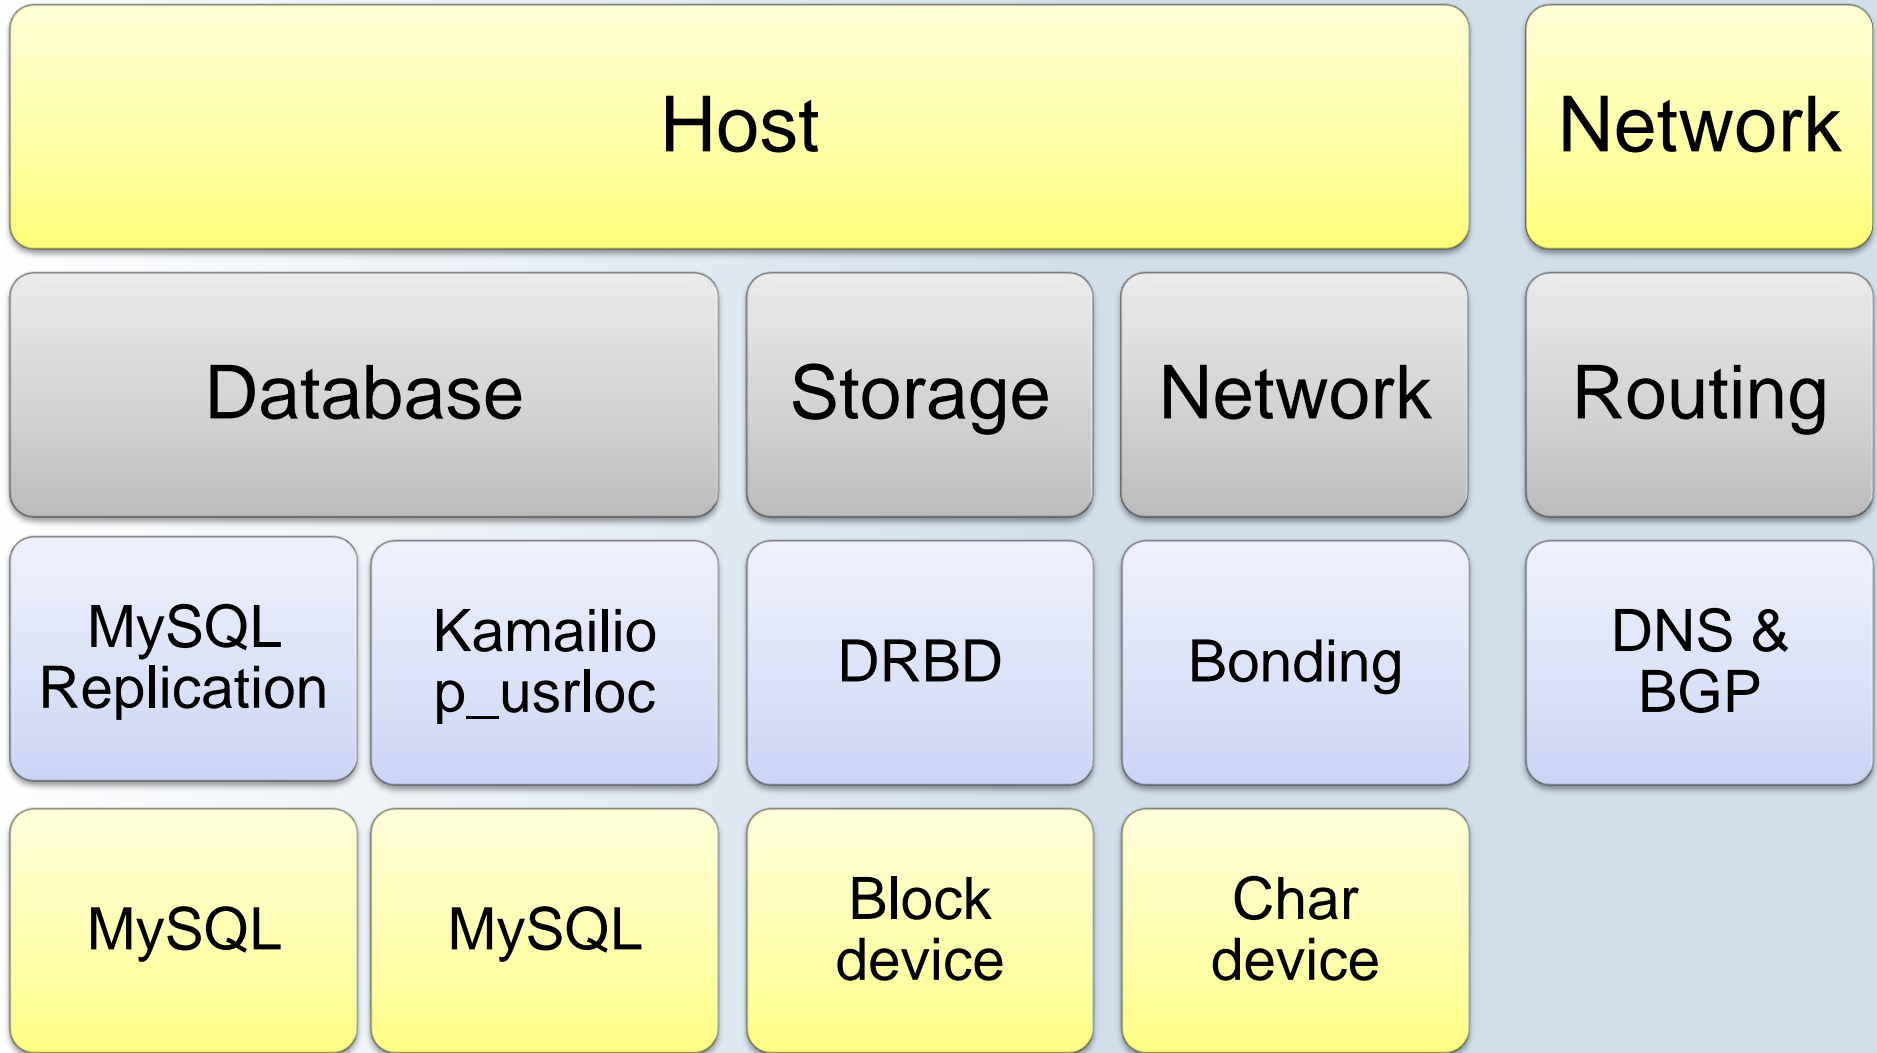 Host
Network
Database
Storage
Network
Routing
MySQL
Replication
Kamailio
p_usrloc
DRBD
Bonding
DNS &
BGP
MySQL
MySQL
Block
device
Char
device